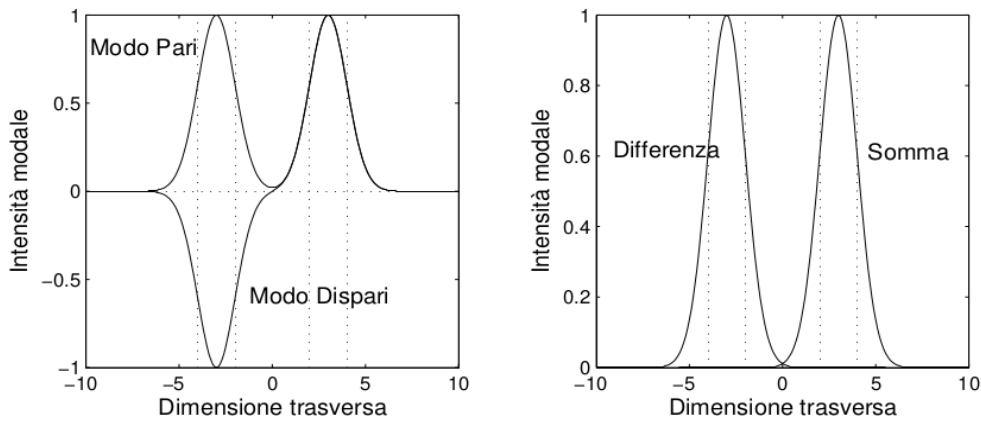 1
0.5
0
−0.5
−1
−10
−5
0
5
10
Intensità modale
Dimensione trasversa
Modo Pari
Modo Dispari
1
0.8
0.6
0.4
0.2
0
−10
−5
0
5
10
Intensità modale
Dimensione trasversa
Differenza
Somma